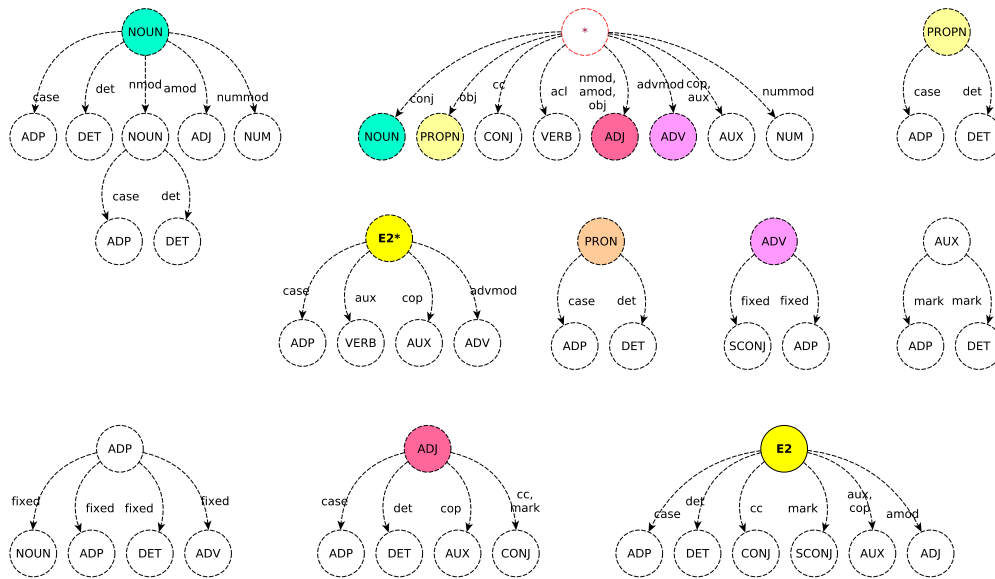 NOUN
*
PROPN
case
det
nmod
amod
nummod
conj
obj
cc
acl
nmod,
amod,
obj
advmod
cop,
aux
nummod
case
det
ADP
DET
NOUN
ADJ
NUM
NOUN
PROPN
CONJ
VERB
ADJ
ADV
AUX
NUM
ADP
DET
case
det
ADP
DET
E2*
PRON
ADV
AUX
case
aux
cop
advmod
case
det
fixed
fixed
mark
mark
ADP
VERB
AUX
ADV
ADP
DET
SCONJ
ADP
ADP
DET
ADP
ADJ
E2
fixed
fixed
fixed
fixed
case
det
cop
cc,
mark
case
det
cc
mark
aux,
cop
amod
NOUN
ADP
DET
ADV
ADP
DET
AUX
CONJ
ADP
DET
CONJ
SCONJ
AUX
ADJ